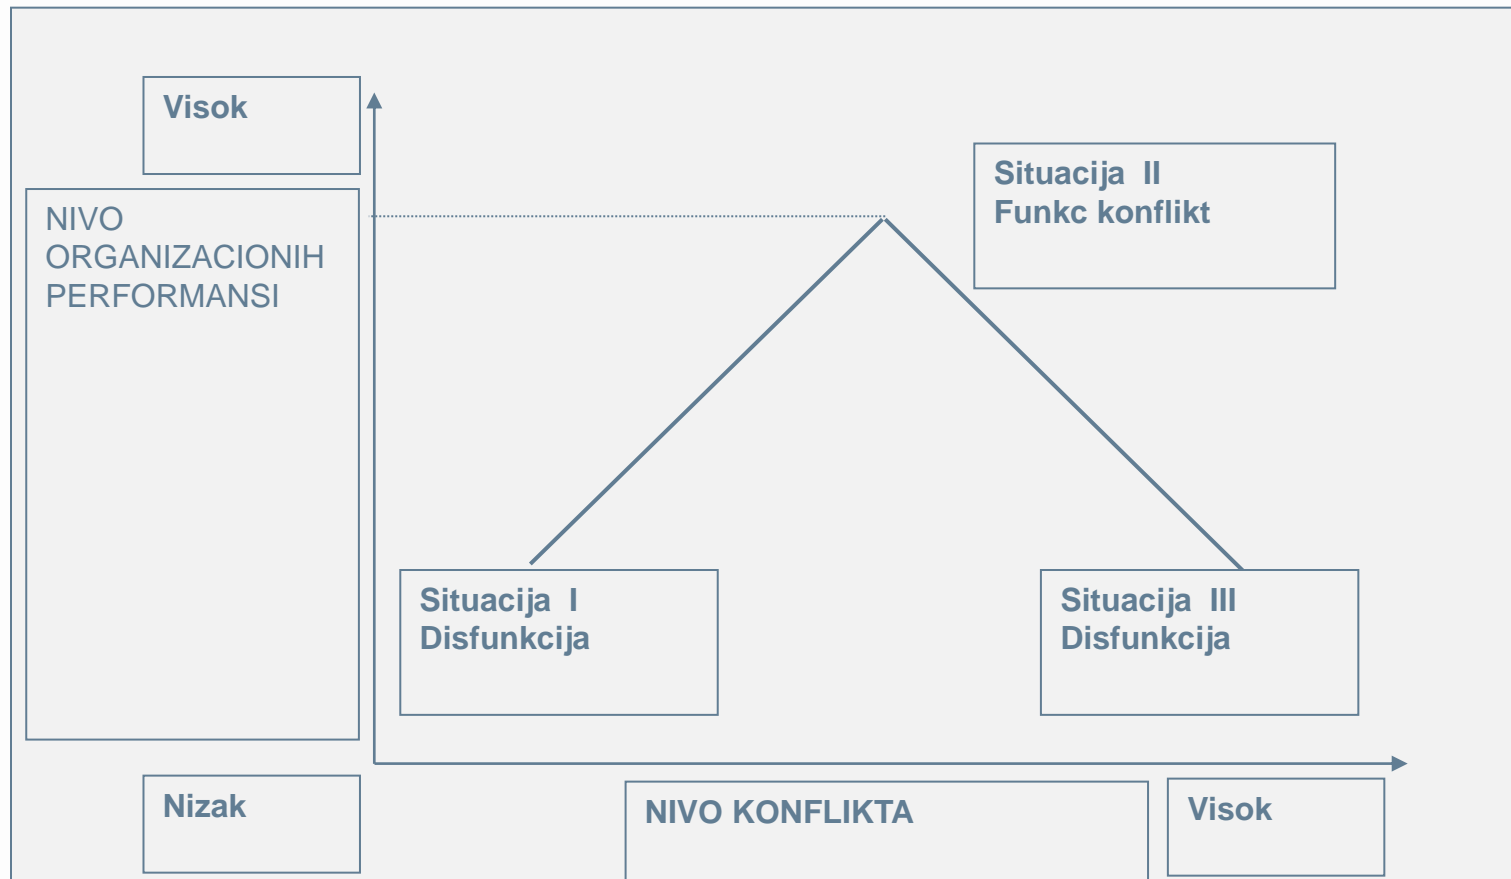 Visok
NIVO
ORGANIZACIONIH
PERFORMANSI
Situacija II
Funkc konflikt
Situacija I
Disfunkcija
Situacija III
Disfunkcija
Nizak
NIVO KONFLIKTA
Visok